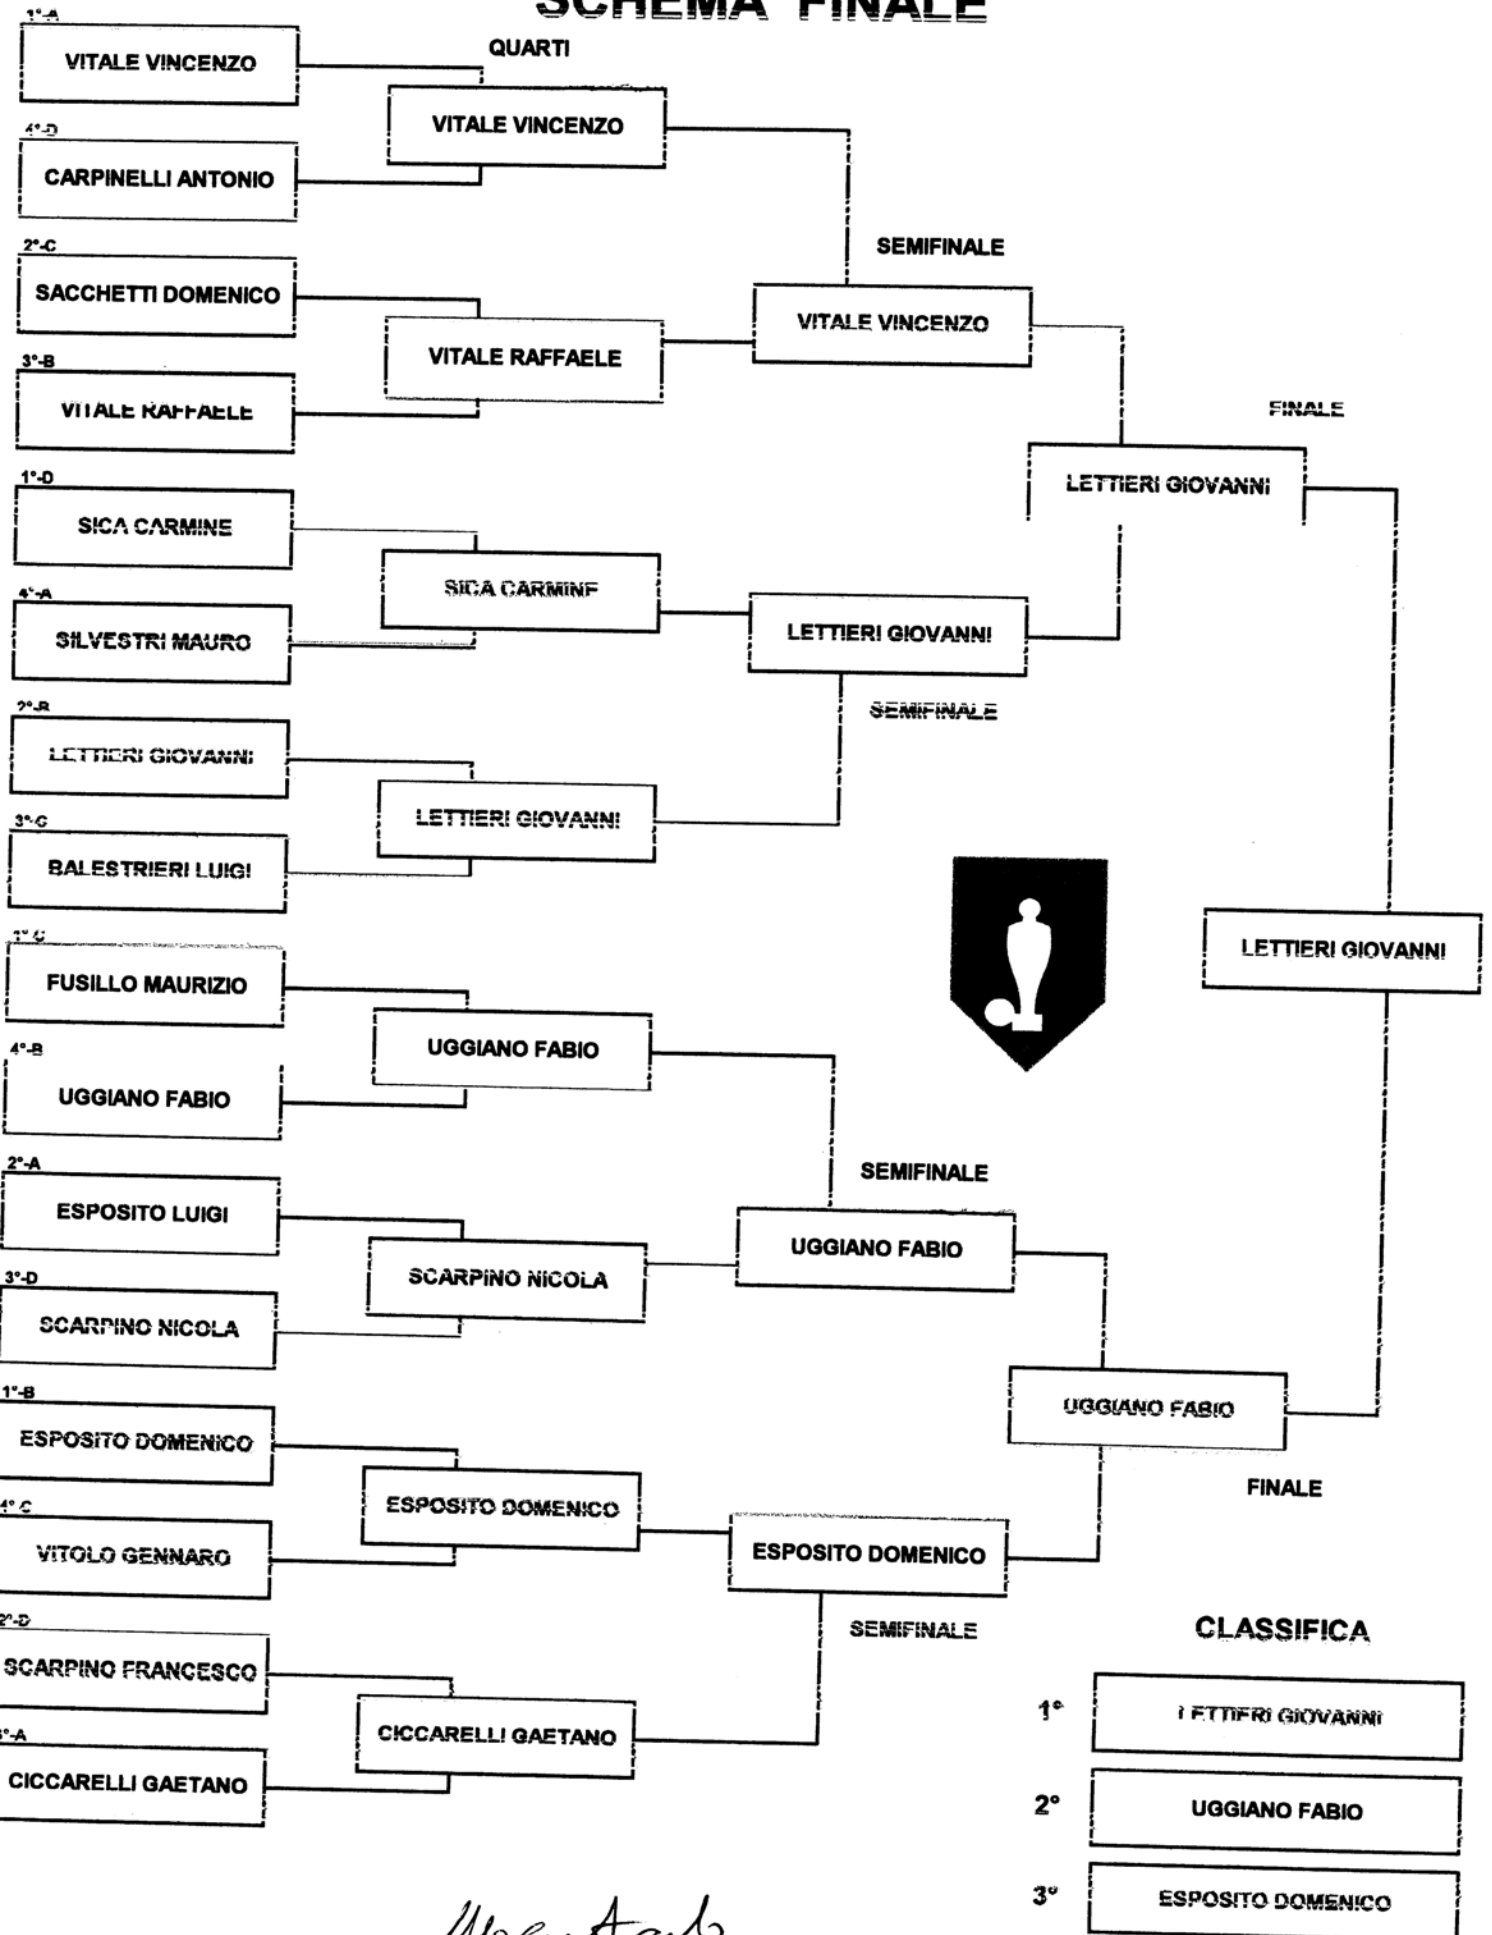 SCHEMA FINALE
1°-A
VITALE VINCENZO
QUARTI
VITALE VINCENZO
4°-D
CARPINELLI ANTONIO
2°-C
SACCHETTI DOMENICO
SEMIFINALE
VITALE VINCENZO
VITALE RAFFAELE
3°-B
VITALE RAFFAELE
FINALE
LETTIERI GIOVANNI
1°-D
SICA CARMINE
SICA CARMINE
4°-A
SILVESTRI MAURO
LETTIERI GIOVANNI
SEMIFINALE
2°-B
LETTIERI GIOVANNI
LETTIERI GIOVANNI
3°-C
BALESTRIERI LUIGI
LETTIERI GIOVANNI
1°-C
FUSILLO MAURIZIO
UGGIANO FABIO
4°-B
UGGIANO FABIO
2°-A
ESPOSITO LUIGI
SEMIFINALE
UGGIANO FABIO
SCARPINO NICOLA
3°-D
SCARPINO NICOLA
1°-B
ESPOSITO DOMENICO
UGGIANO FABIO
FINALE
ESPOSITO DOMENICO
4°-C
VITOLO GENNARO
ESPOSITO DOMENICO
SEMIFINALE
2°-D
SCARPINO FRANCESCO
CICCARELLI GAETANO
°-A
CICCARELLI GAETANO
CLASSIFICA
1° LETTIERI GIOVANNI
2° UGGIANO FABIO
3° ESPOSITO DOMENICO